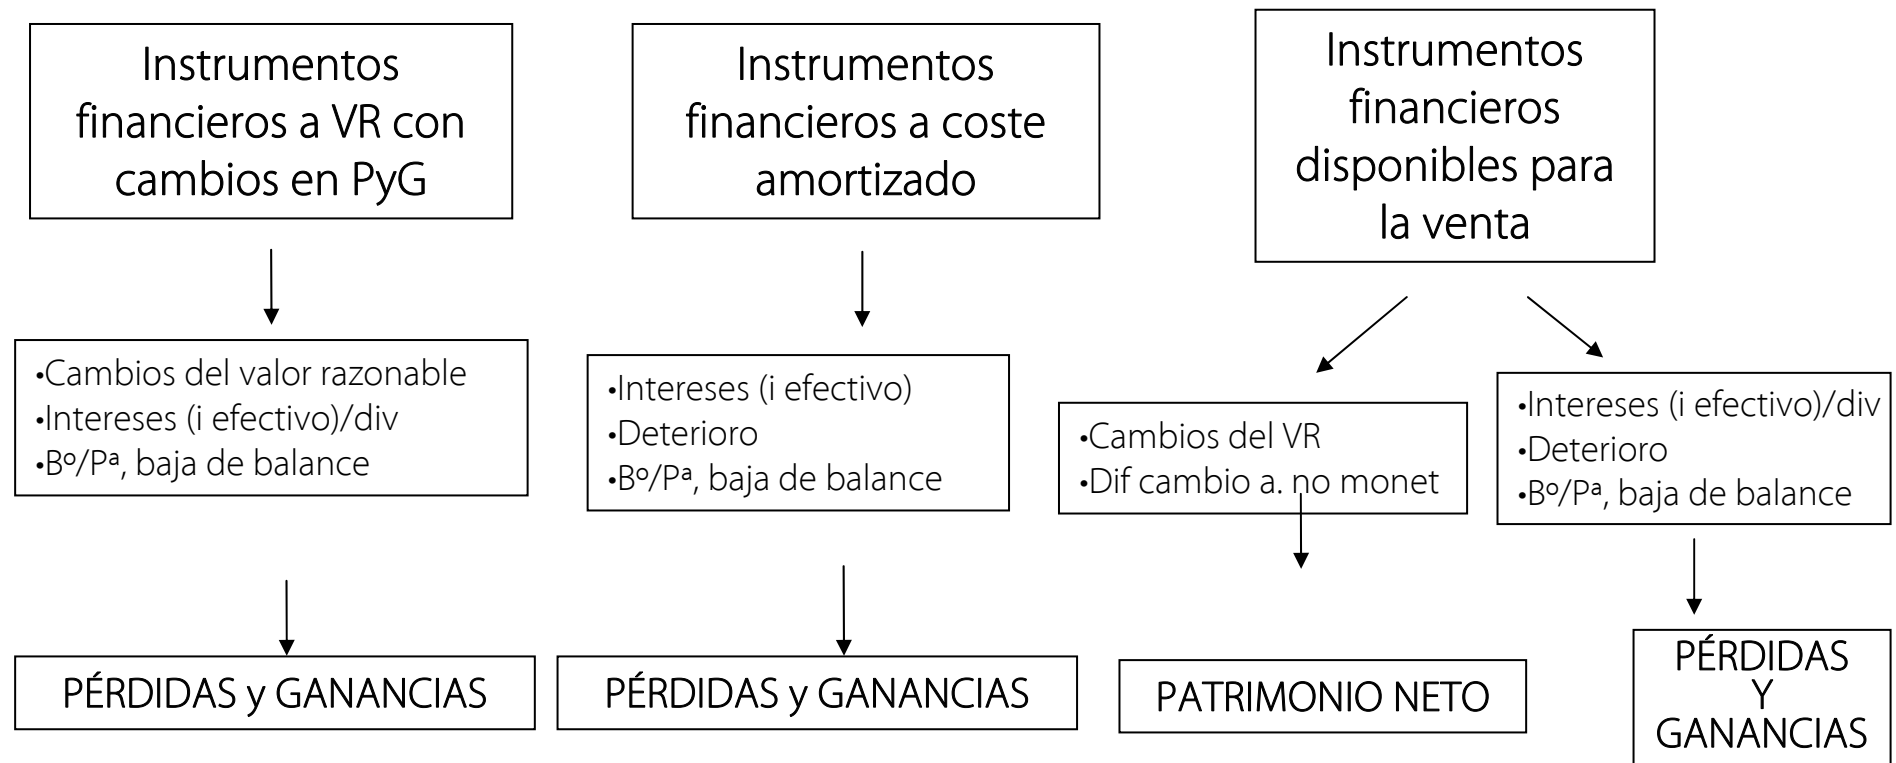 Instrumentos
financieros a VR con
cambios en PyG
Instrumentos
financieros a coste
amortizado
Instrumentos
financieros
disponibles para
la venta
•Cambios del valor razonable
•Intereses (i efectivo)/div
•Bº/Pª, baja de balance
•Intereses (i efectivo)
•Deterioro
•Bº/Pª, baja de balance
•Cambios del VR
•Dif cambio a. no monet
•Intereses (i efectivo)/div
•Deterioro
•Bº/Pª, baja de balance
PÉRDIDAS y GANANCIAS
PÉRDIDAS y GANANCIAS
PATRIMONIO NETO
PÉRDIDAS
Y
GANANCIAS